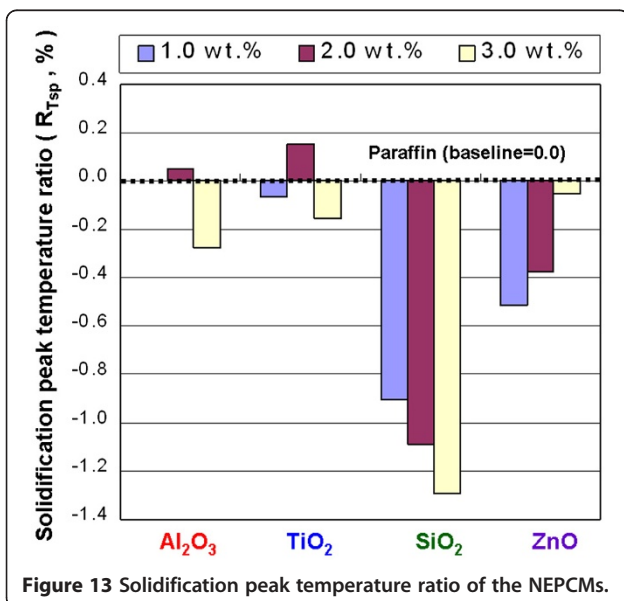 1.0 wt.% 2.0 wt.% 3.0 wt.%
Solidification peak temperature ratio ( R_Tsp , % )
0.4
0.2
Paraffin (baseline=0.0)
0.0
-0.2
-0.4
-0.6
-0.8
-1.0
-1.2
-1.4
Al₂O₃ TiO₂ SiO₂ ZnO
Figure 13 Solidification peak temperature ratio of the NEPCMs.